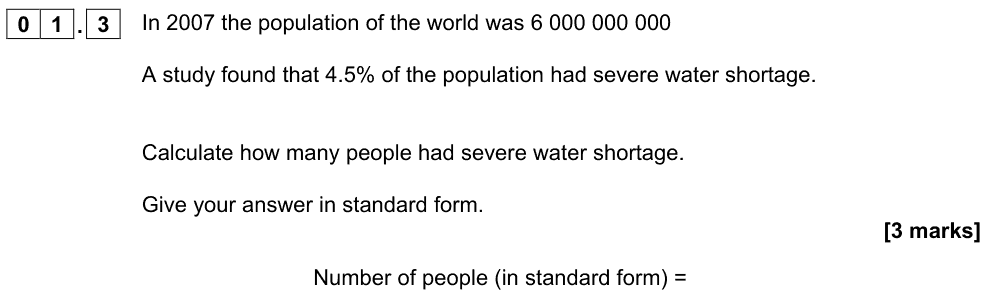 0 1 . 3 In 2007 the population of the world was 6 000 000 000
A study found that 4.5% of the population had severe water shortage.
Calculate how many people had severe water shortage.
Give your answer in standard form.
[3 marks]
Number of people (in standard form) =